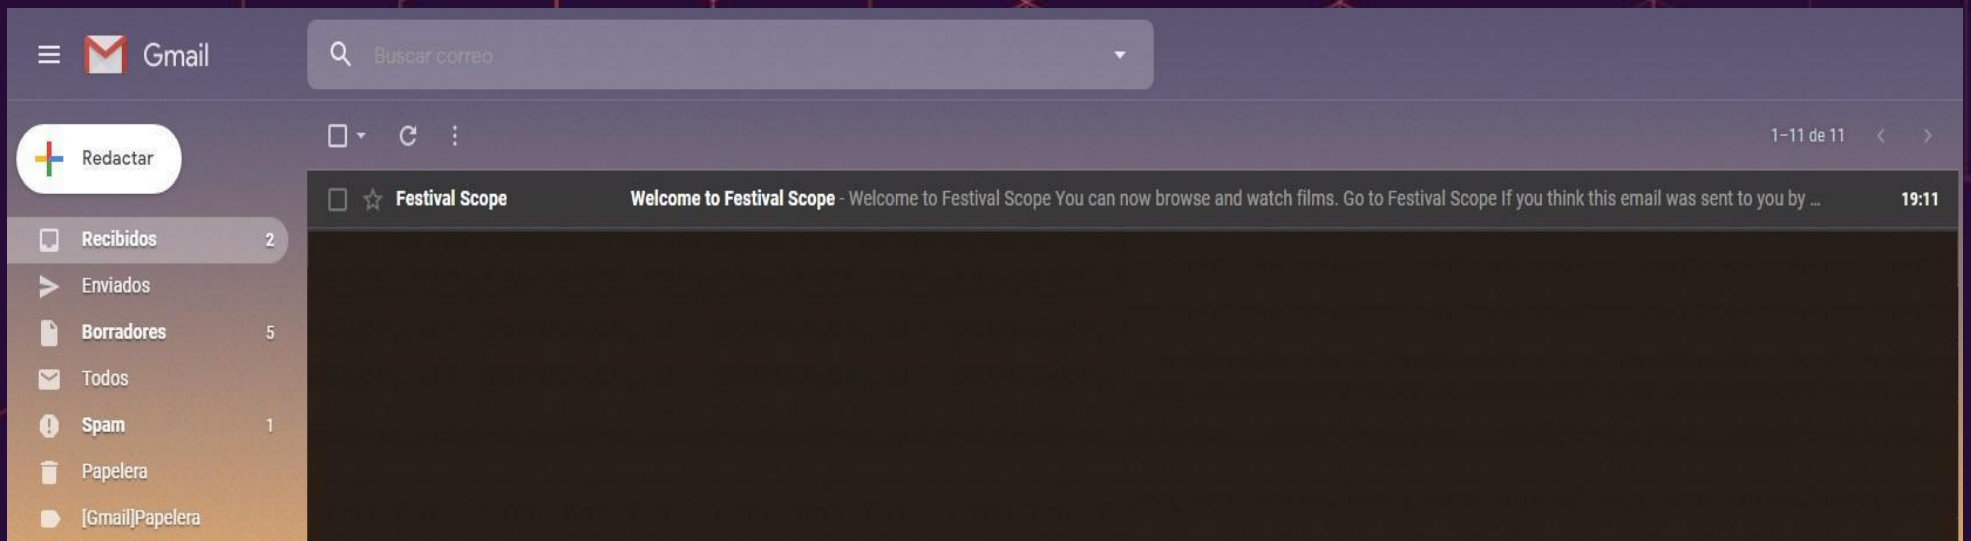 Gmail
Buscar correo
Redactar
1–11 de 11
Festival Scope Welcome to Festival Scope - Welcome to Festival Scope You can now browse and watch films. Go to Festival Scope If you think this email was sent to you by … 19:11
Recibidos 2
Enviados
Borradores 5
Todos
Spam 1
Papelera
[Gmail]Papelera